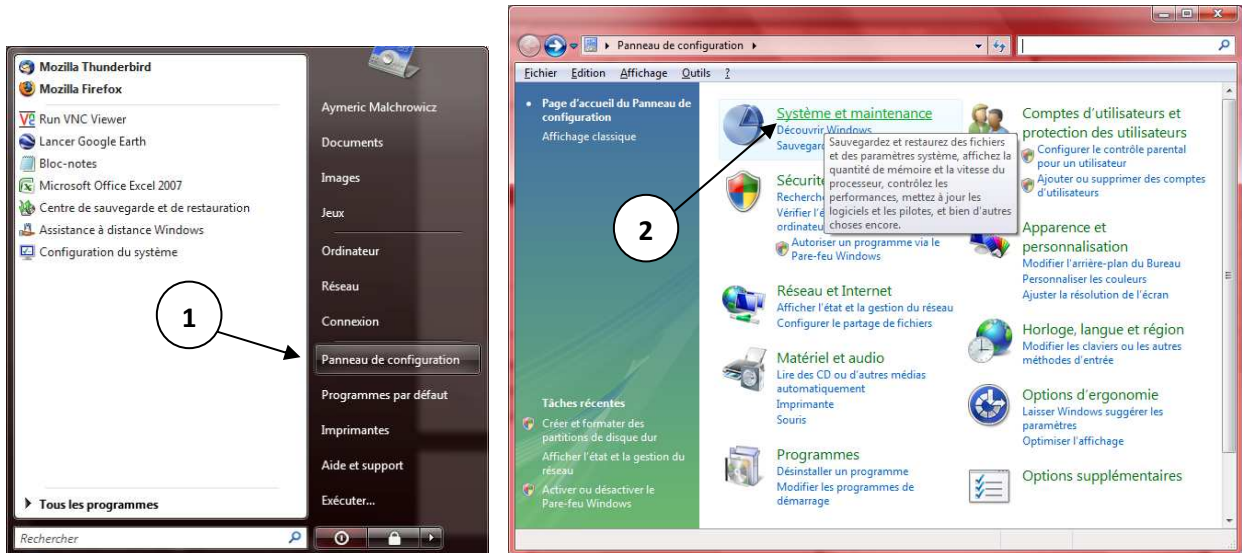 Mozilla Thunderbird
Mozilla Firefox
Run VNC Viewer
Lancer Google Earth
Bloc-notes
Microsoft Office Excel 2007
Centre de sauvegarde et de restauration
Assistance à distance Windows
Configuration du système
Tous les programmes
Rechercher
Aymeric Malchrowicz
Documents
Images
Jeux
Ordinateur
Réseau
Connexion
Panneau de configuration
Programmes par défaut
Imprimantes
Aide et support
Exécuter...
1
Panneau de configuration
Fichier Edition Affichage Outils ?
Page d'accueil du Panneau de
configuration
Affichage classique
Tâches récentes
Créer et formater des
partitions de disque dur
Afficher l'état et la gestion du
réseau
Activer ou désactiver le
Pare-feu Windows
2
Système et maintenance
Découvrir Windows
Sauvegard
Sauvegardez et restaurez des fichiers
et des paramètres système, affichez la
quantité de mémoire et la vitesse du
processeur, contrôlez les
performances, mettez à jour les
logiciels et les pilotes, et bien d'autres
choses encore.
Sécurité
Recherche
Vérifier l'é
ordinateu
Autoriser un programme via le
Pare-feu Windows
Réseau et Internet
Afficher l'état et la gestion du réseau
Configurer le partage de fichiers
Matériel et audio
Lire des CD ou d'autres médias
automatiquement
Imprimante
Souris
Programmes
Désinstaller un programme
Modifier les programmes de
démarrage
Comptes d'utilisateurs et
protection des utilisateurs
Configurer le contrôle parental
pour un utilisateur
Ajouter ou supprimer des comptes
d'utilisateurs
Apparence et
personnalisation
Modifier l'arrière-plan du Bureau
Personnaliser les couleurs
Ajuster la résolution de l'écran
Horloge, langue et région
Modifier les claviers ou les autres
méthodes d'entrée
Options d'ergonomie
Laisser Windows suggérer les
paramètres
Optimiser l'affichage
Options supplémentaires